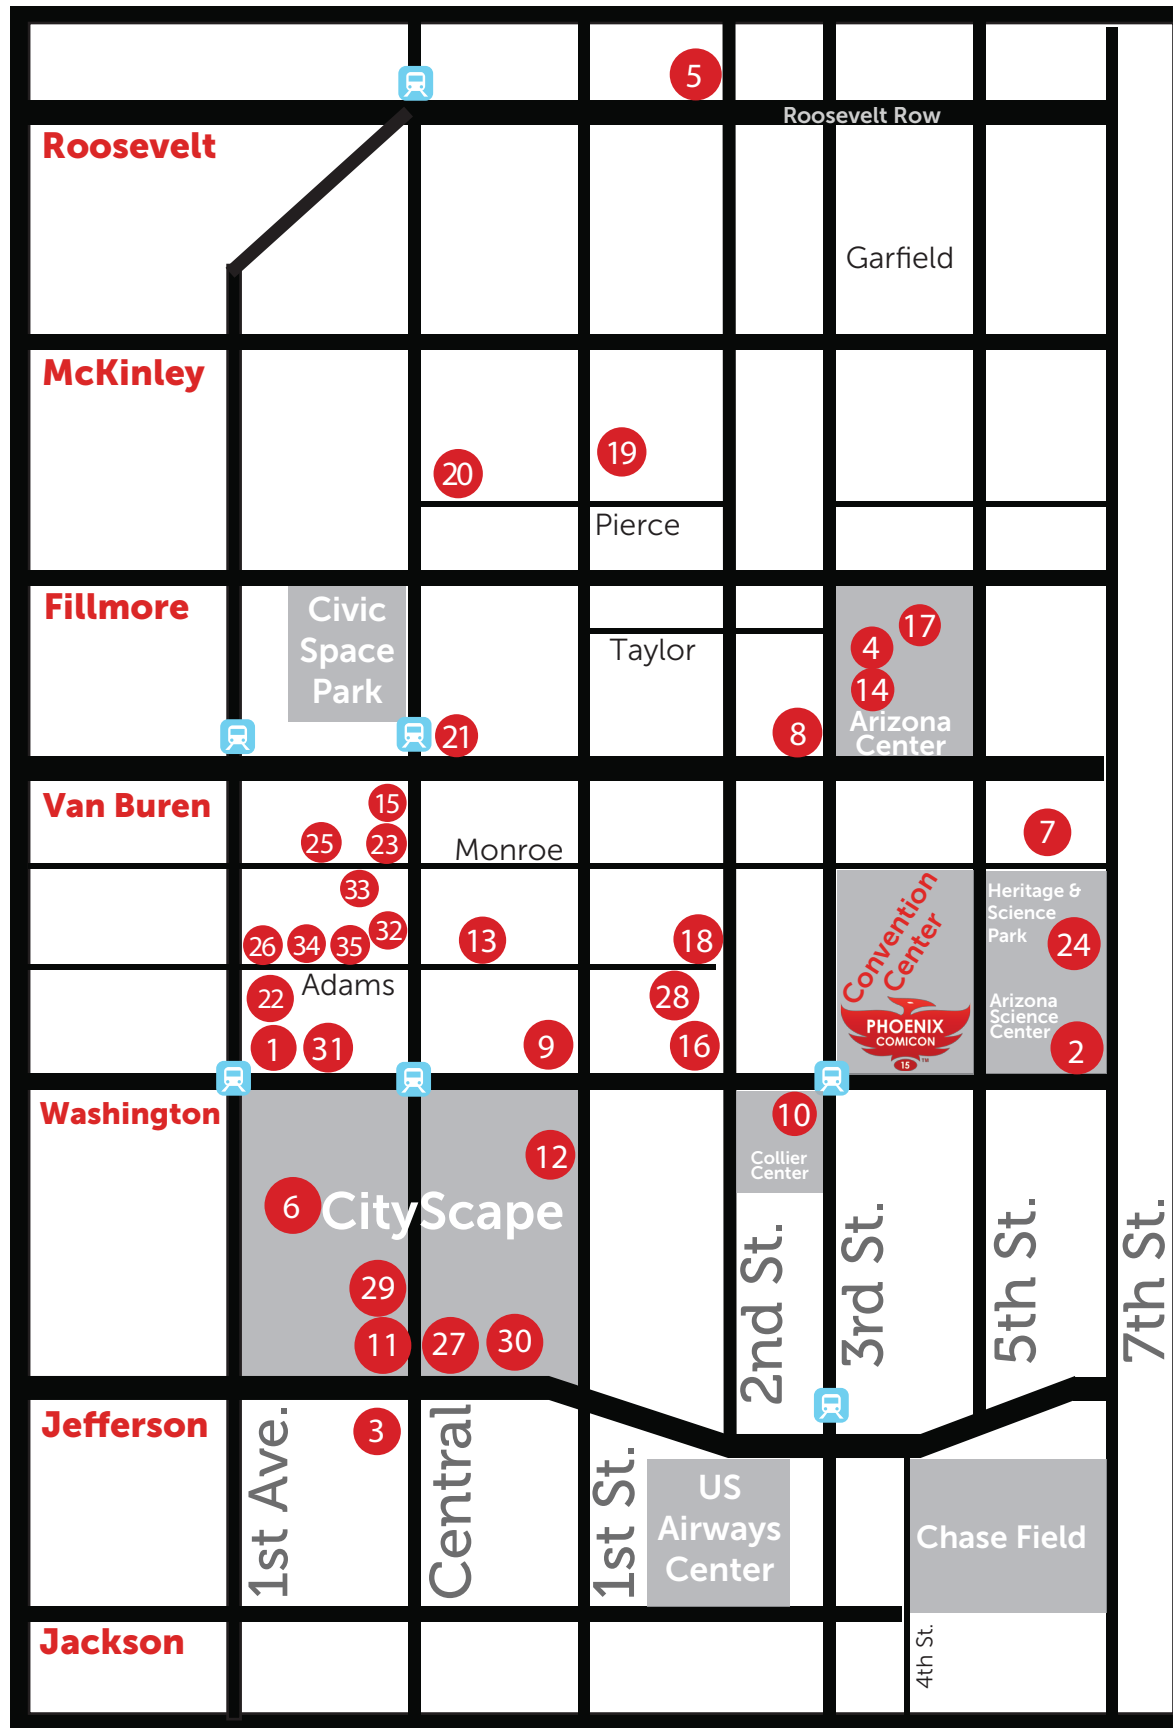 5
Roosevelt Row
Roosevelt
Garfield
McKinley
19
20
Pierce
Fillmore
Civic
Space
Park
17
4
14
Taylor
Arizona
Center
21
8
Van Buren
15
25
23
Monroe
7
33
32
26
34
35
13
18
Convention
Center
Heritage &
Science
Park
24
Adams
22
28
Arizona
Science
Center
PHOENIX
COMICON
15
TM
1
31
9
16
2
Washington
10
Collier
Center
12
6
CityScape
29
11
27
30
2nd St.
3rd St.
5th St.
7th St.
Jefferson
3
1st Ave.
Central
1st St.
US
Airways
Center
Chase Field
Jackson
4th St.